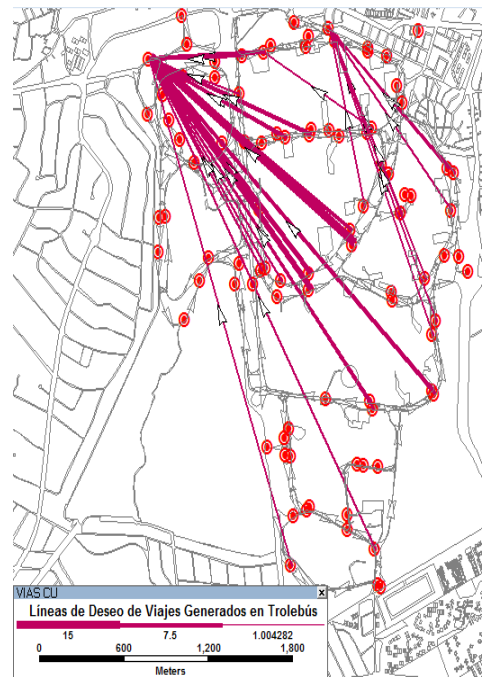 VIAS CU x
Líneas de Deseo de Viajes Generados en Trolebús
15 7.5 1.004282
0 600 1,200 1,800
Meters